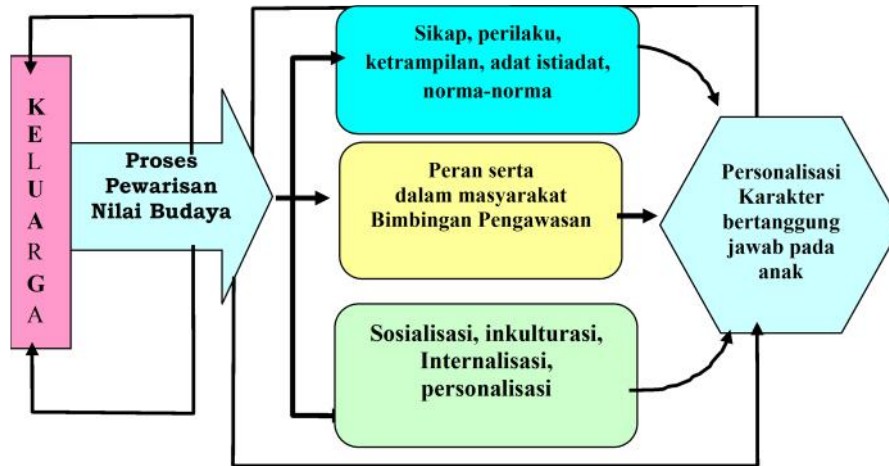 KELUARGA
Proses
Pewarisan
Nilai Budaya
Sikap, perilaku,
ketrampilan, adat istiadat,
norma-norma
Peran serta
dalam masyarakat
Bimbingan Pengawasan
Sosialisasi, inkulturasi,
Internalisasi,
personalisasi
Personalisasi
Karakter
bertanggung
jawab pada
anak